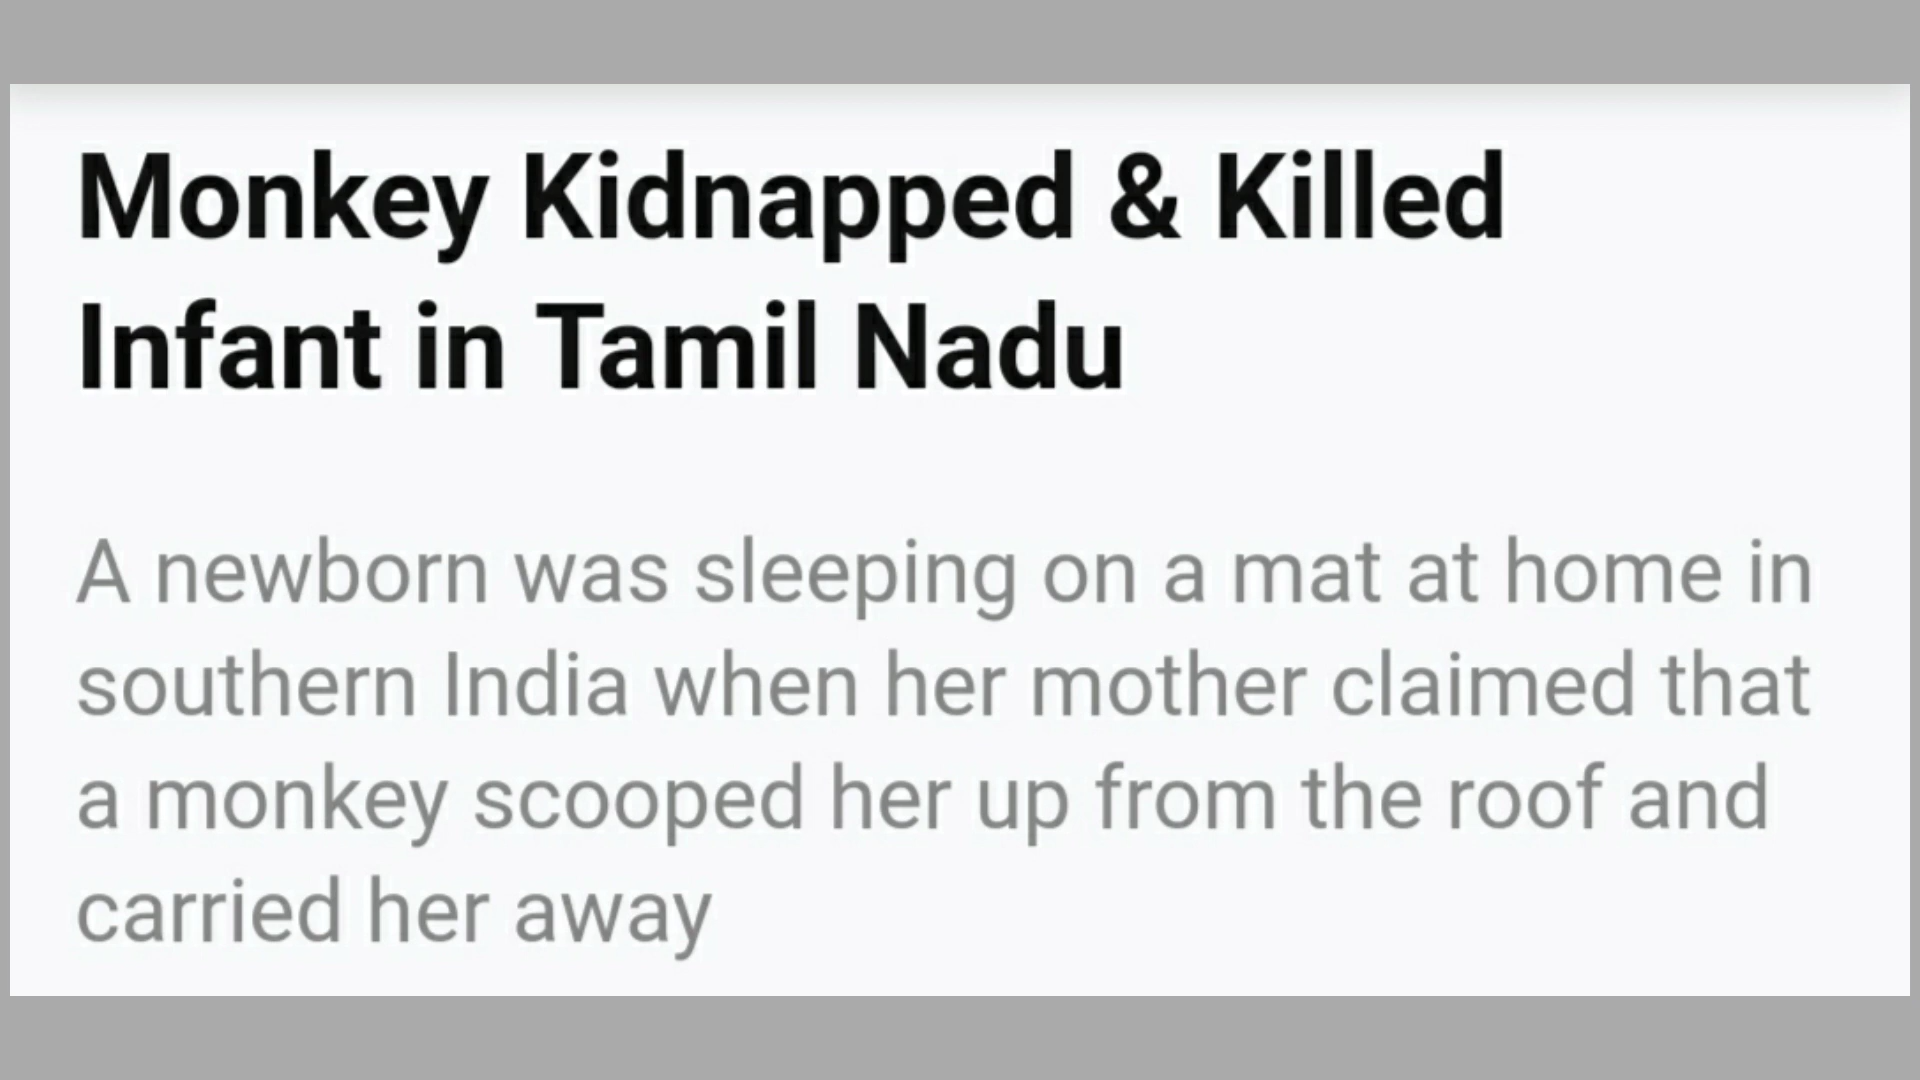 Monkey Kidnapped & Killed
Infant in Tamil Nadu
A newborn was sleeping on a mat at home in
southern India when her mother claimed that
a monkey scooped her up from the roof and
carried her away